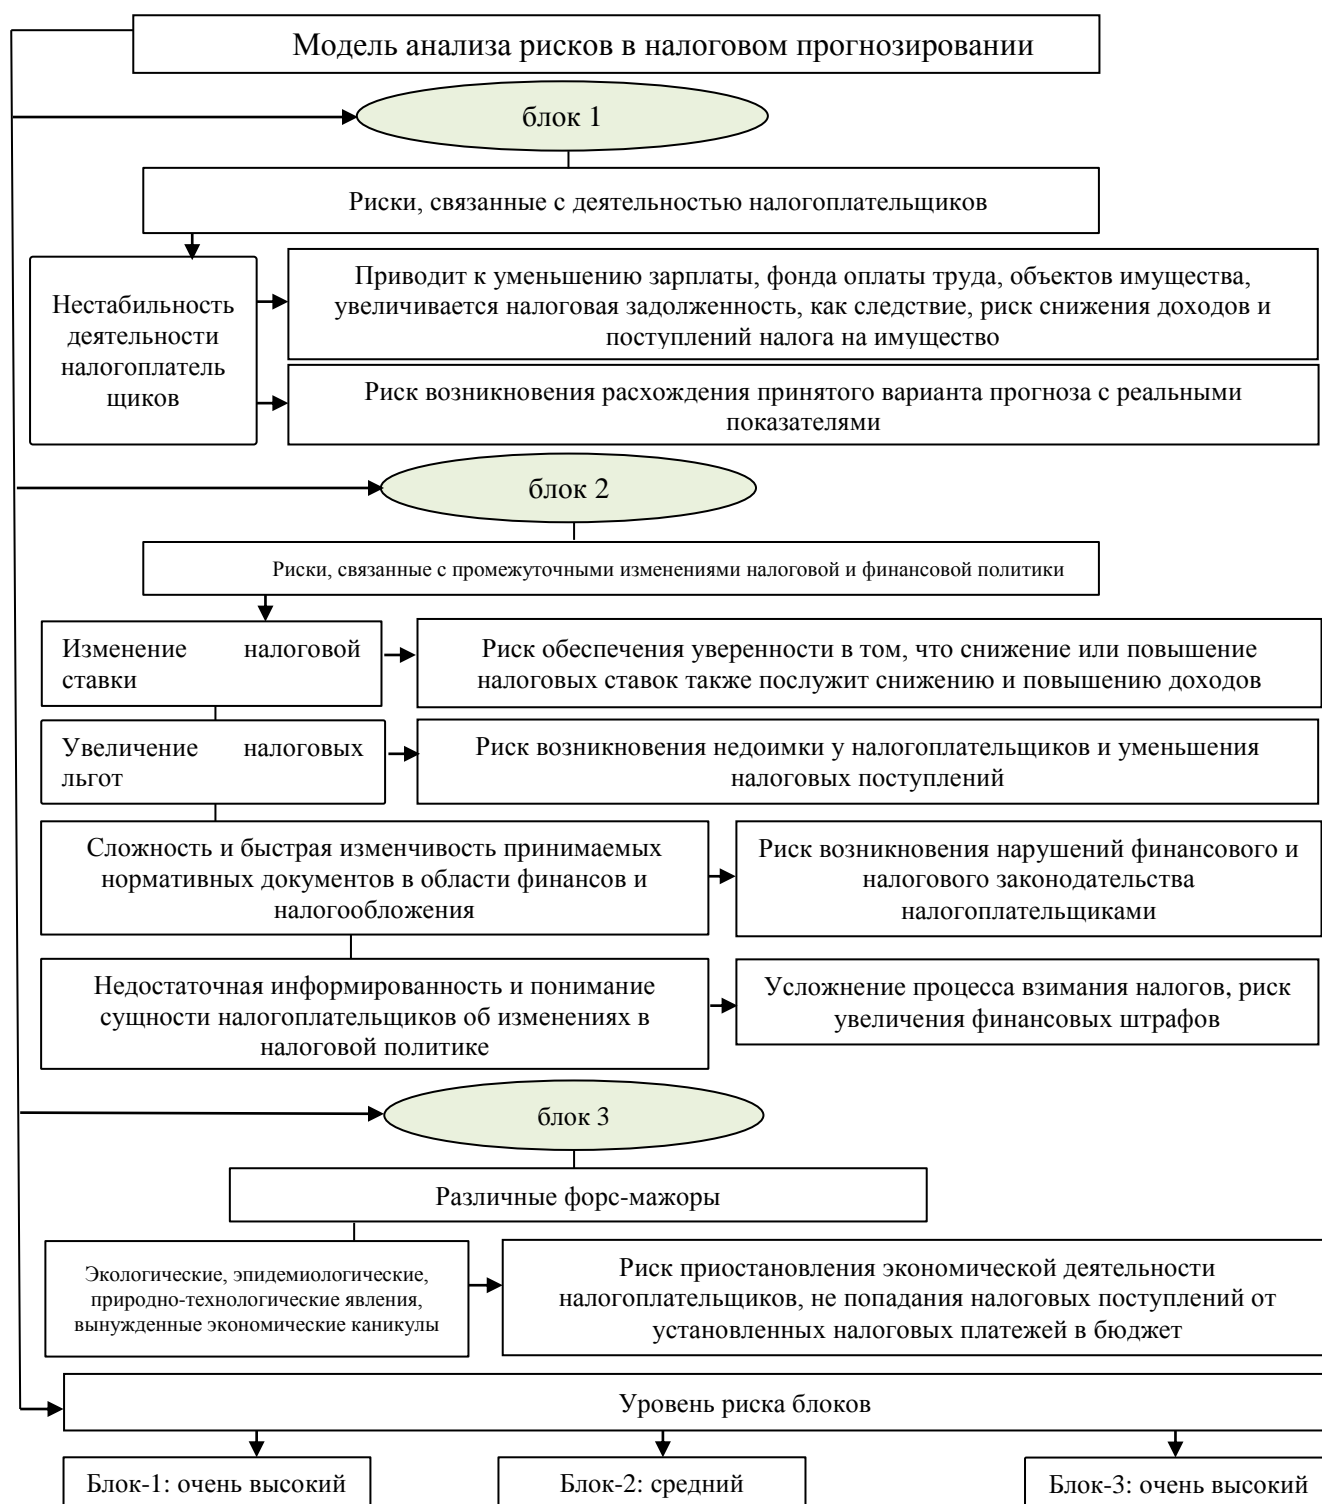 Модель анализа рисков в налоговом прогнозировании
блок 1
Риски, связанные с деятельностью налогоплательщиков
Нестабильность
деятельности
налогоплатель
щиков
Приводит к уменьшению зарплаты, фонда оплаты труда, объектов имущества,
увеличивается налоговая задолженность, как следствие, риск снижения доходов и
поступлений налога на имущество
Риск возникновения расхождения принятого варианта прогноза с реальными
показателями
блок 2
Риски, связанные с промежуточными изменениями налоговой и финансовой политики
Изменение налоговой
ставки
Риск обеспечения уверенности в том, что снижение или повышение
налоговых ставок также послужит снижению и повышению доходов
Увеличение налоговых
льгот
Риск возникновения недоимки у налогоплательщиков и уменьшения
налоговых поступлений
Сложность и быстрая изменчивость принимаемых
нормативных документов в области финансов и
налогообложения
Риск возникновения нарушений финансового и
налогового законодательства
налогоплательщиками
Недостаточная информированность и понимание
сущности налогоплательщиков об изменениях в
налоговой политике
Усложнение процесса взимания налогов, риск
увеличения финансовых штрафов
блок 3
Различные форс-мажоры
Экологические, эпидемиологические,
природно-технологические явления,
вынужденные экономические каникулы
Риск приостановления экономической деятельности
налогоплательщиков, не попадания налоговых поступлений от
установленных налоговых платежей в бюджет
Уровень риска блоков
Блок-1: очень высокий
Блок-2: средний
Блок-3: очень высокий